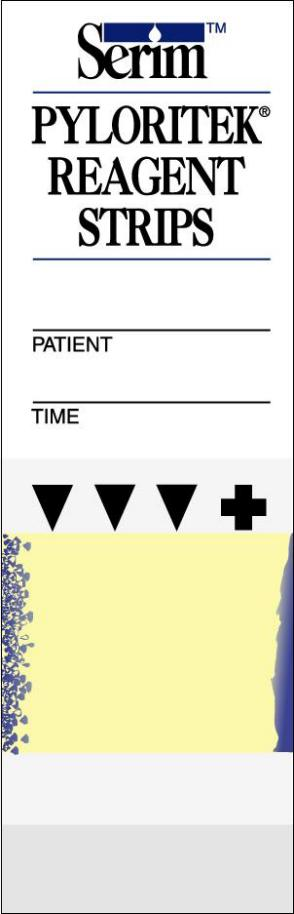 Serim™
PYLORITEK®
REAGENT
STRIPS
PATIENT
TIME